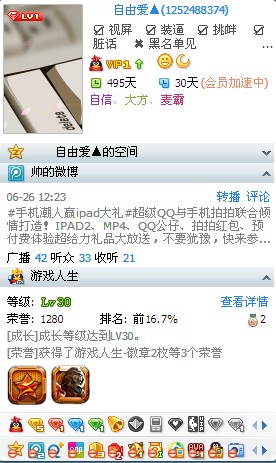 LV1
自由爱▲(1252488374)
视屏 装逼 挑衅
脏话 黑名单见
VIP1
495天 30天(会员加速中)
自信、大方、麦霸
自由爱▲的空间
帅的微博
06-26 12:23 转播 评论
#手机潮人赢ipad大礼#超级QQ与手机拍拍联合倾
情打造！IPAD2、MP4、QQ公仔、拍拍红包、预
付费体验超给力礼品大放送，不要犹豫，快来参...
广播 42 听众 33 收听 21
游戏人生
等级: Lv30 查看详情
荣誉: 1280 排名: 前16.7% 2
[成长]成长等级达到LV30。
[荣誉]获得了游戏人生-徽章2枚等3个荣誉